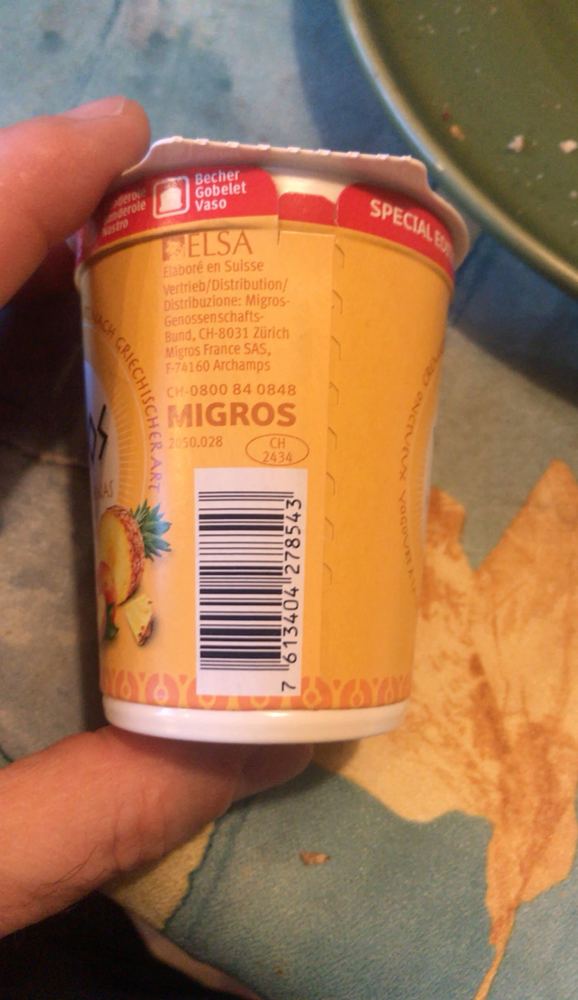 Becher
Gobelet
Vaso
Nostro
SPECIAL
ELSA
Elaboré en Suisse
Vertrieb/Distribution/
Distribuzione: Migros-
Genossenschafts-
Bund, CH-8031 Zürich
Migros France SAS,
F-74160 Archamps
CH-0800 84 0848
MIGROS
2050.028
CH
2434
NACH GRIECHISCHER ART
7 613404 278543